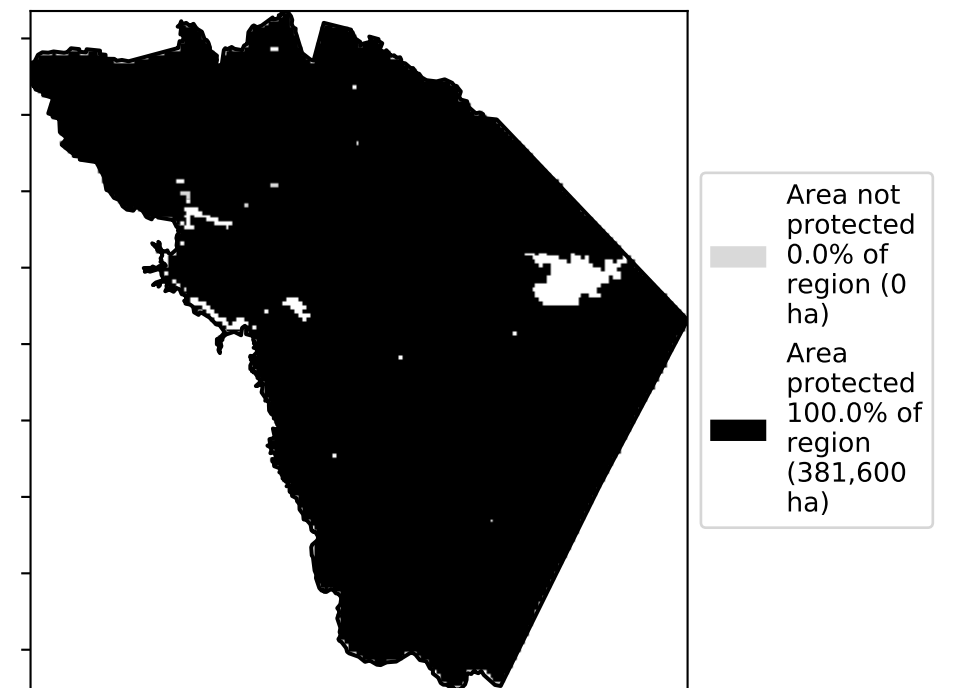 Area not
protected
0.0% of
region (0
ha)
Area
protected
100.0% of
region
(381,600
ha)